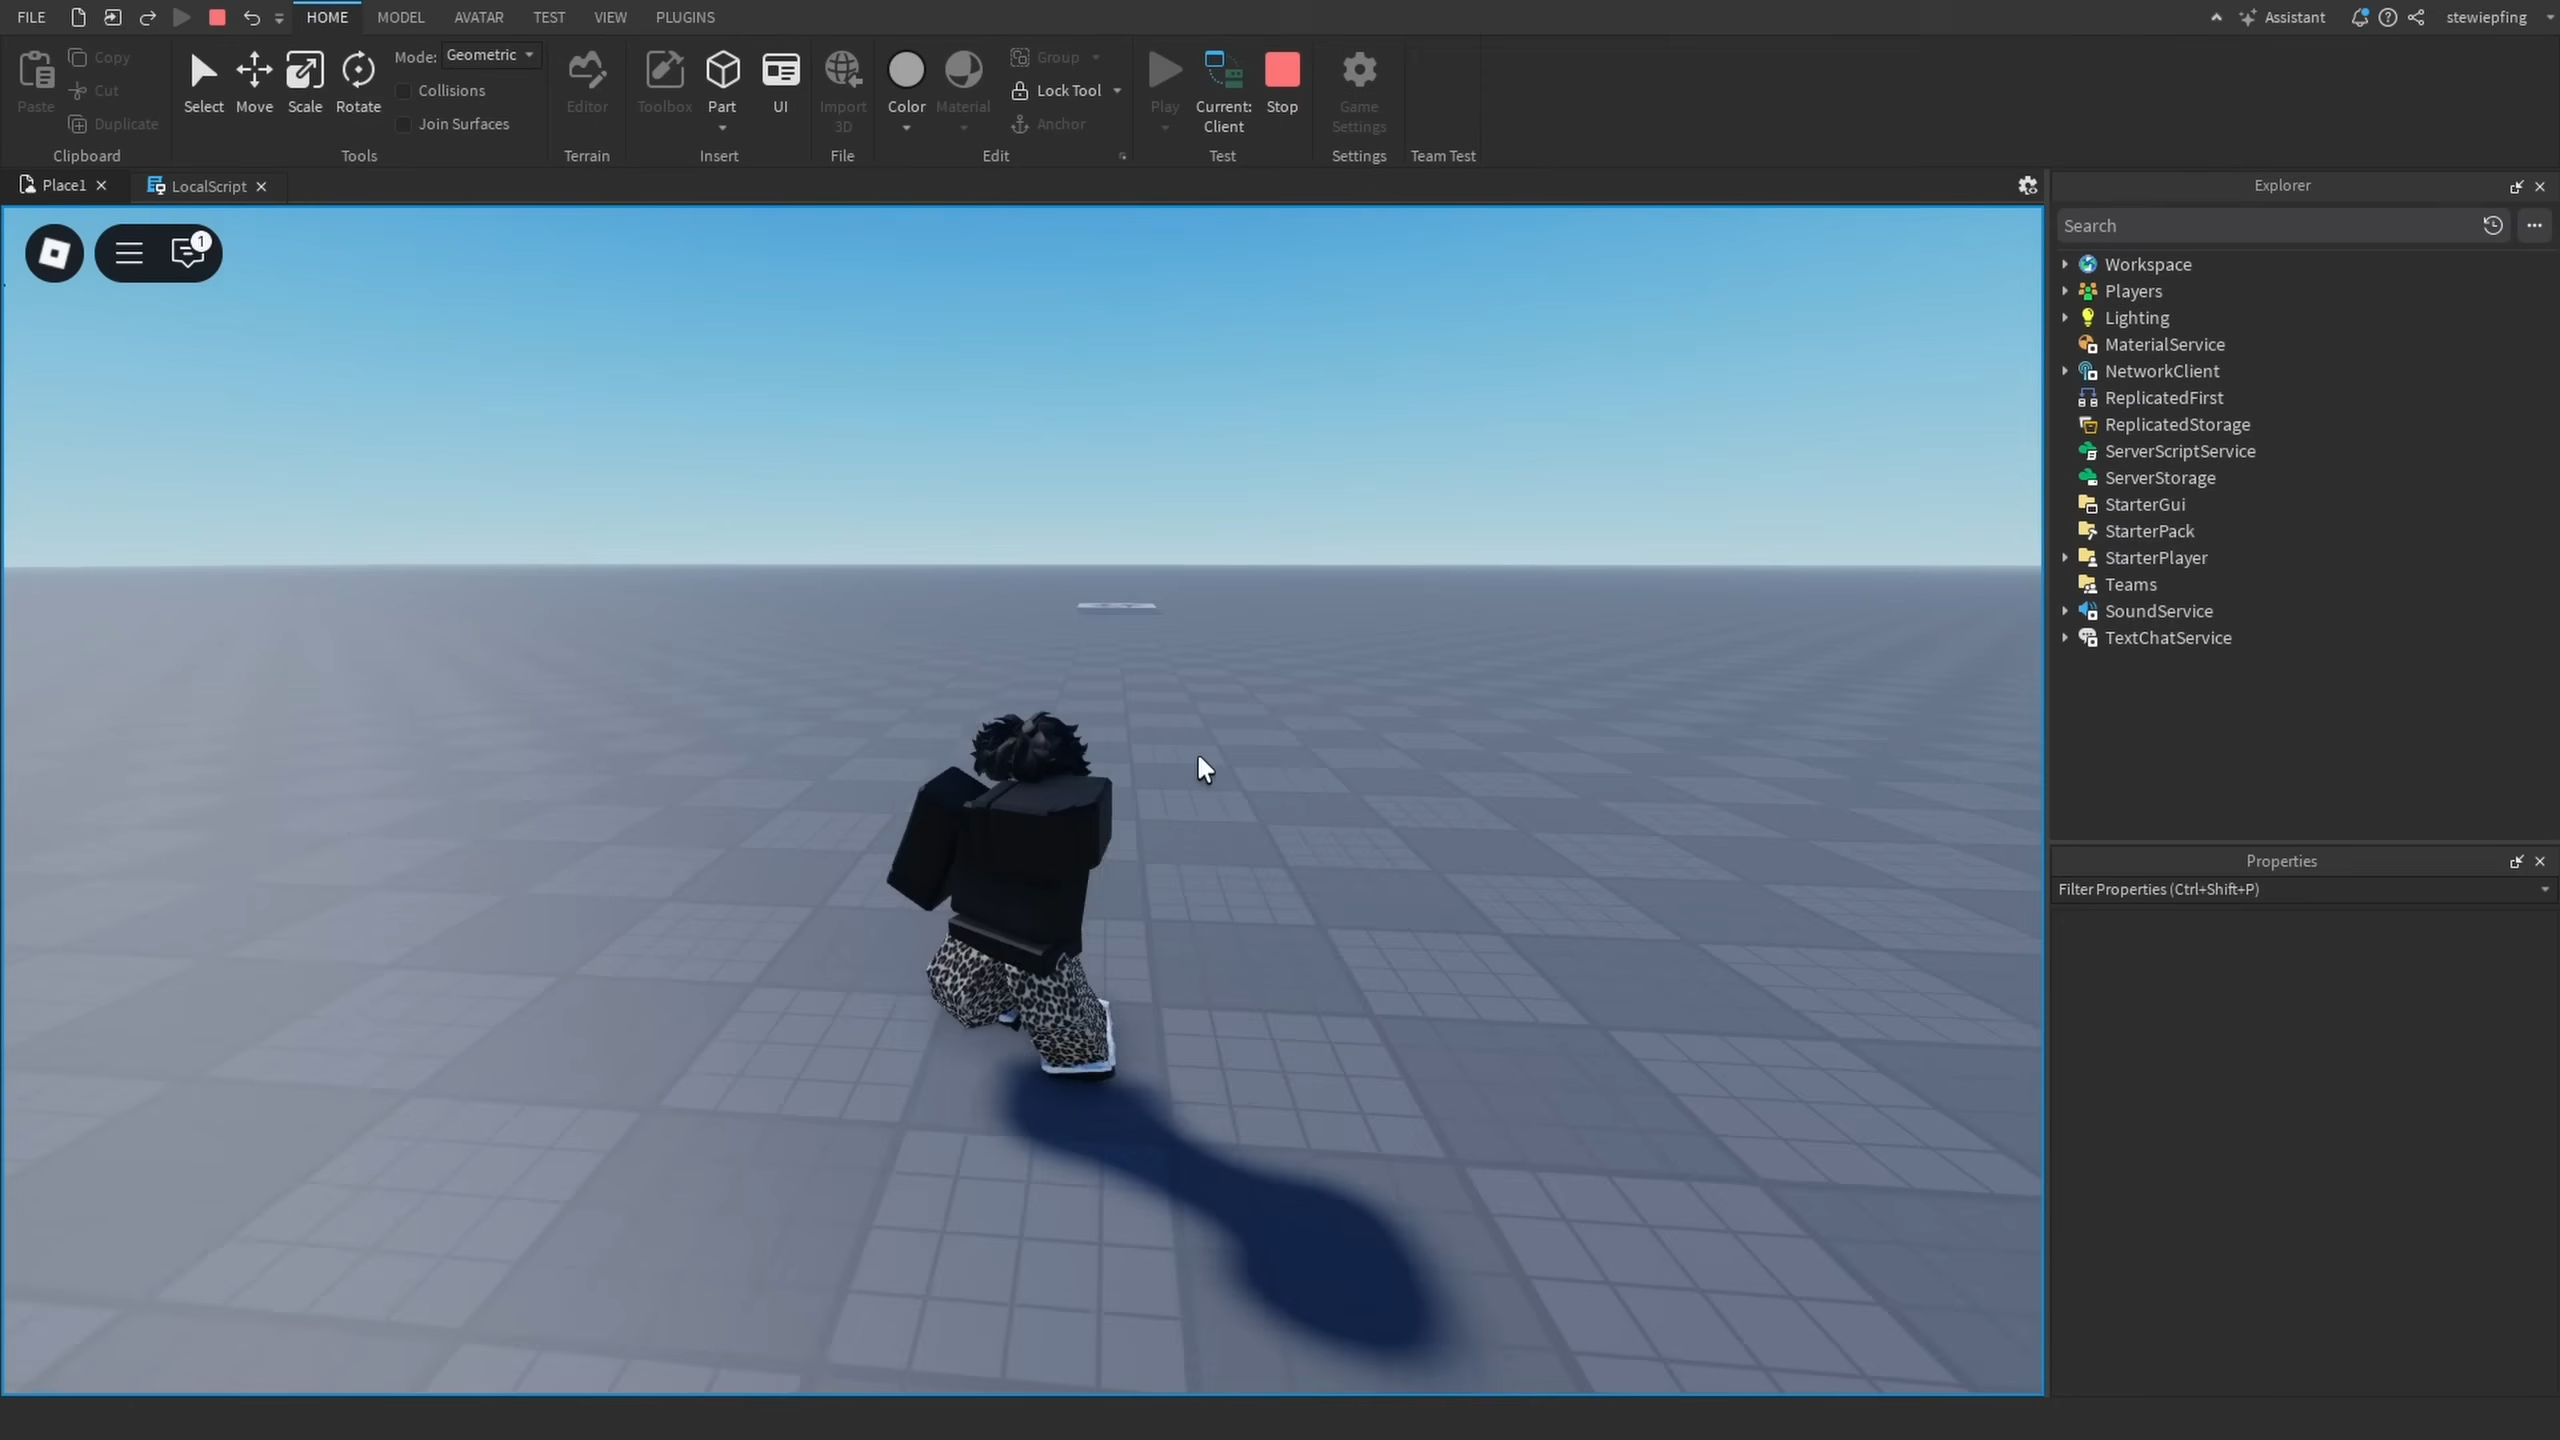 FILE HOME MODEL AVATAR TEST VIEW PLUGINS Assistant stewiepfing
Paste Copy Cut Duplicate
Clipboard
Select Move Scale Rotate
Mode: Geometric
Collisions
Join Surfaces
Tools
Editor
Terrain
Toolbox Part UI
Insert
Import 3D
File
Color Material
Group
Lock Tool
Anchor
Edit
Play Current: Client Stop
Test
Game Settings
Settings
Team Test
Place1 LocalScript
1
Explorer
Search
Workspace
Players
Lighting
MaterialService
NetworkClient
ReplicatedFirst
ReplicatedStorage
ServerScriptService
ServerStorage
StarterGui
StarterPack
StarterPlayer
Teams
SoundService
TextChatService
Properties
Filter Properties (Ctrl+Shift+P)